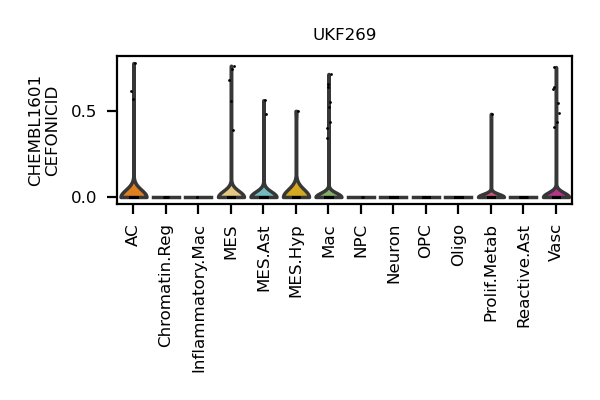 UKF269
CHEMBL1601
CEFONICID
0.5
0.0
AC
Chromatin.Reg
Inflammatory.Mac
MES
MES.Ast
MES.Hyp
Mac
NPC
Neuron
OPC
Oligo
Prolif.Metab
Reactive.Ast
Vasc